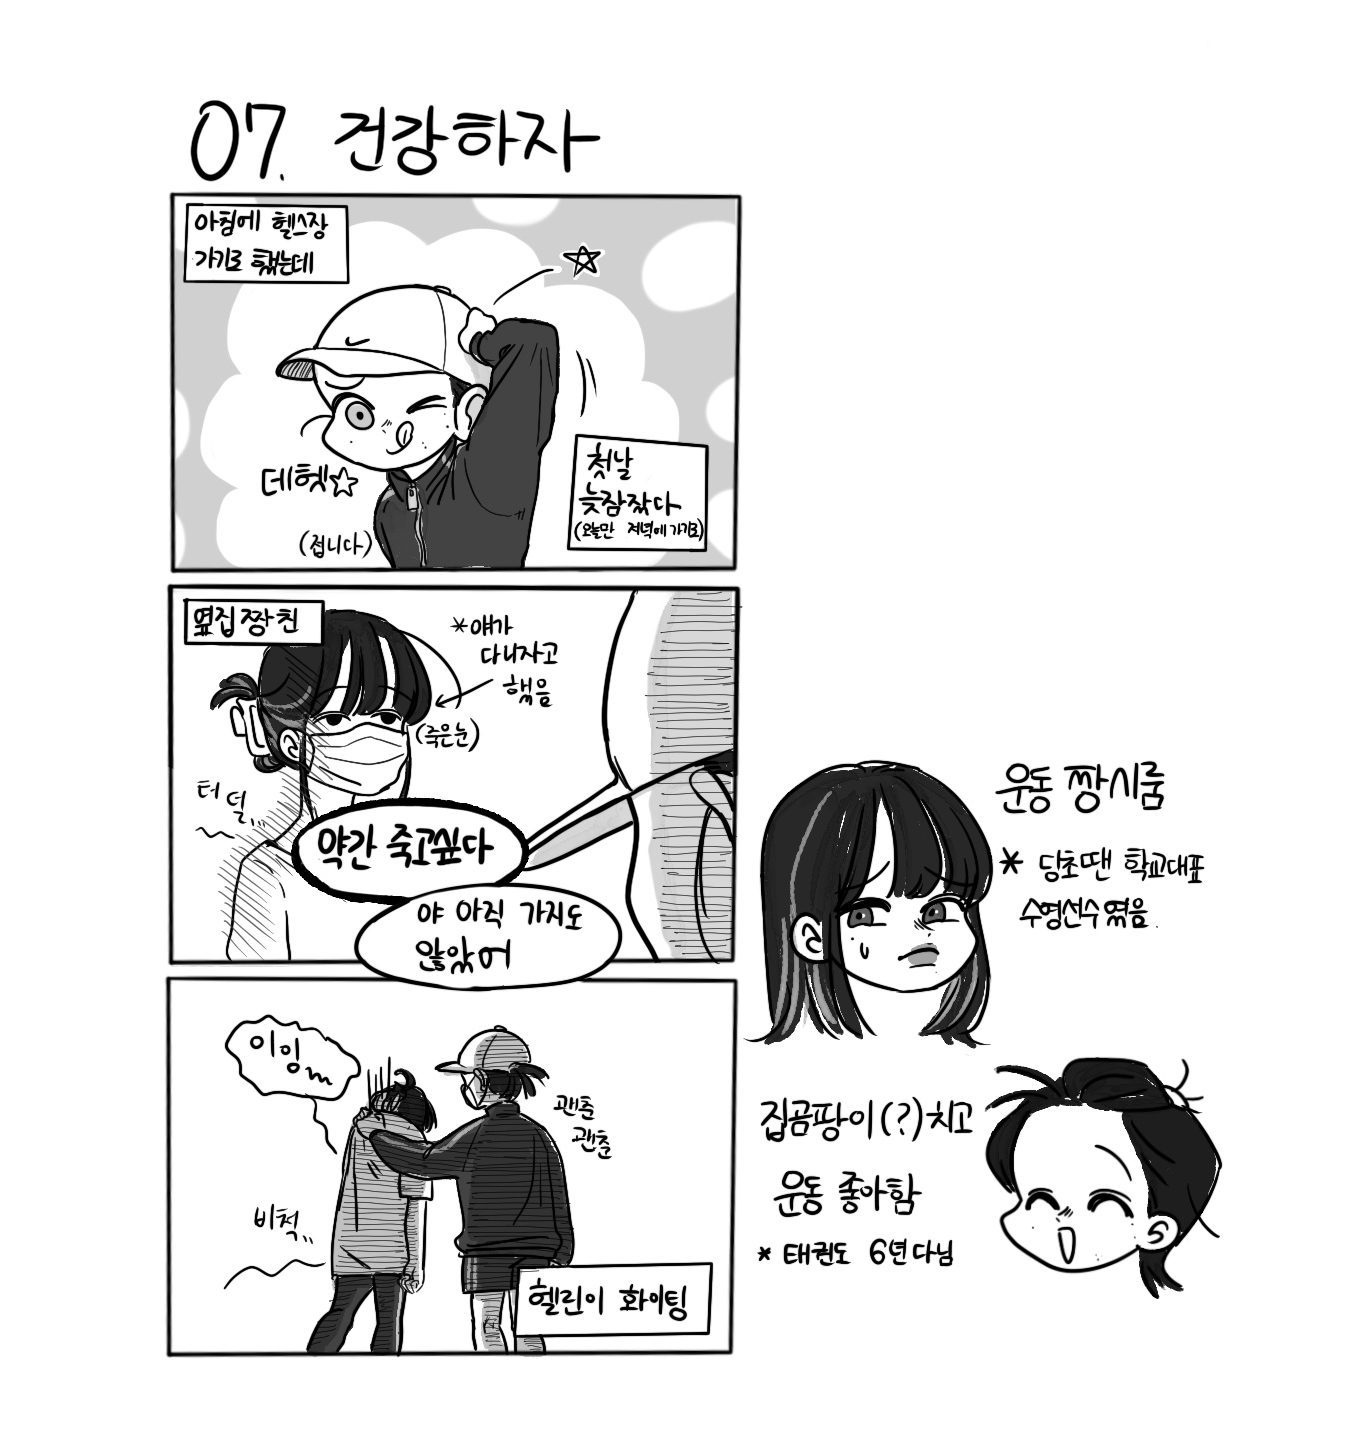 07. 건강하자
아침에 헬스장
가기로 했는데
데헷☆
(접니다)
첫날
늦잠잤다
(오늘만 저녁에 가기로)
옆집 짱친
*얘가
다니자고
했음
(죽은눈)
터덜...
약간 죽고싶다
야 아직 가지도
않았어
이잉
괜춘
괜춘
비척..
헬린이 화이팅
운동 짱시룸
* 담초땐 학교대표
수영선수였음.
집곰팡이(?)치고
운동 좋아함
* 태권도 6년 다님